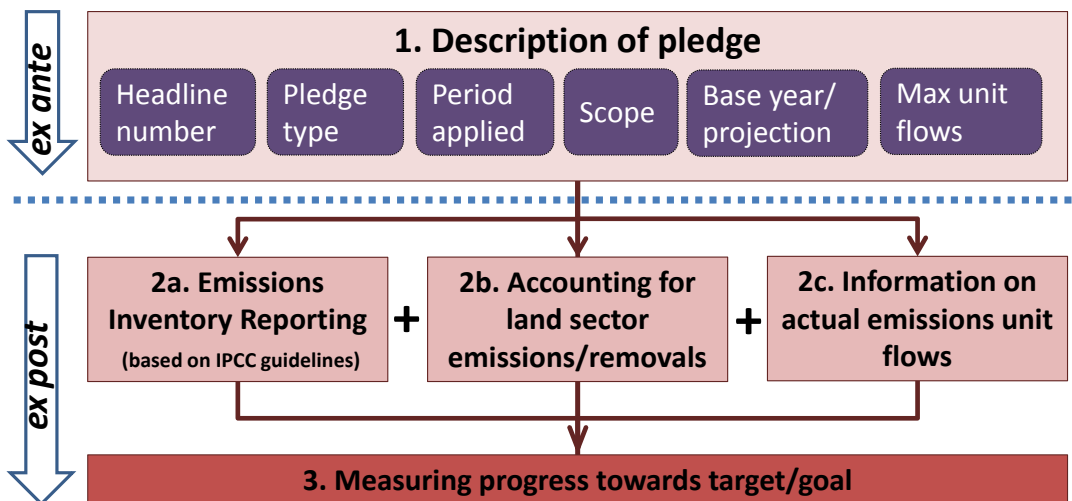 ex ante
1. Description of pledge
Headline
number
Pledge
type
Period
applied
Scope
Base year/
projection
Max unit
flows
ex post
2a. Emissions
Inventory Reporting
(based on IPCC guidelines)
+
2b. Accounting for
land sector
emissions/removals
+
2c. Information on
actual emissions unit
flows
3. Measuring progress towards target/goal